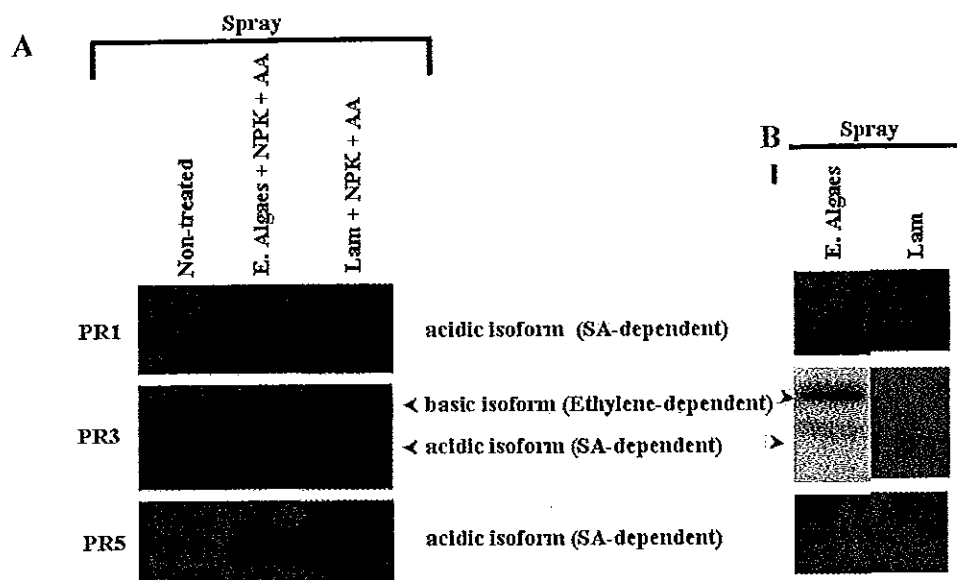 A
Spray
Non-treated
E. Algaes + NPK + AA
Lam + NPK + AA
B
Spray
E. Algaes
Lam
PR1
acidic isoform (SA-dependent)
PR3
basic isoform (Ethylene-dependent)
acidic isoform (SA-dependent)
PR5
acidic isoform (SA-dependent)